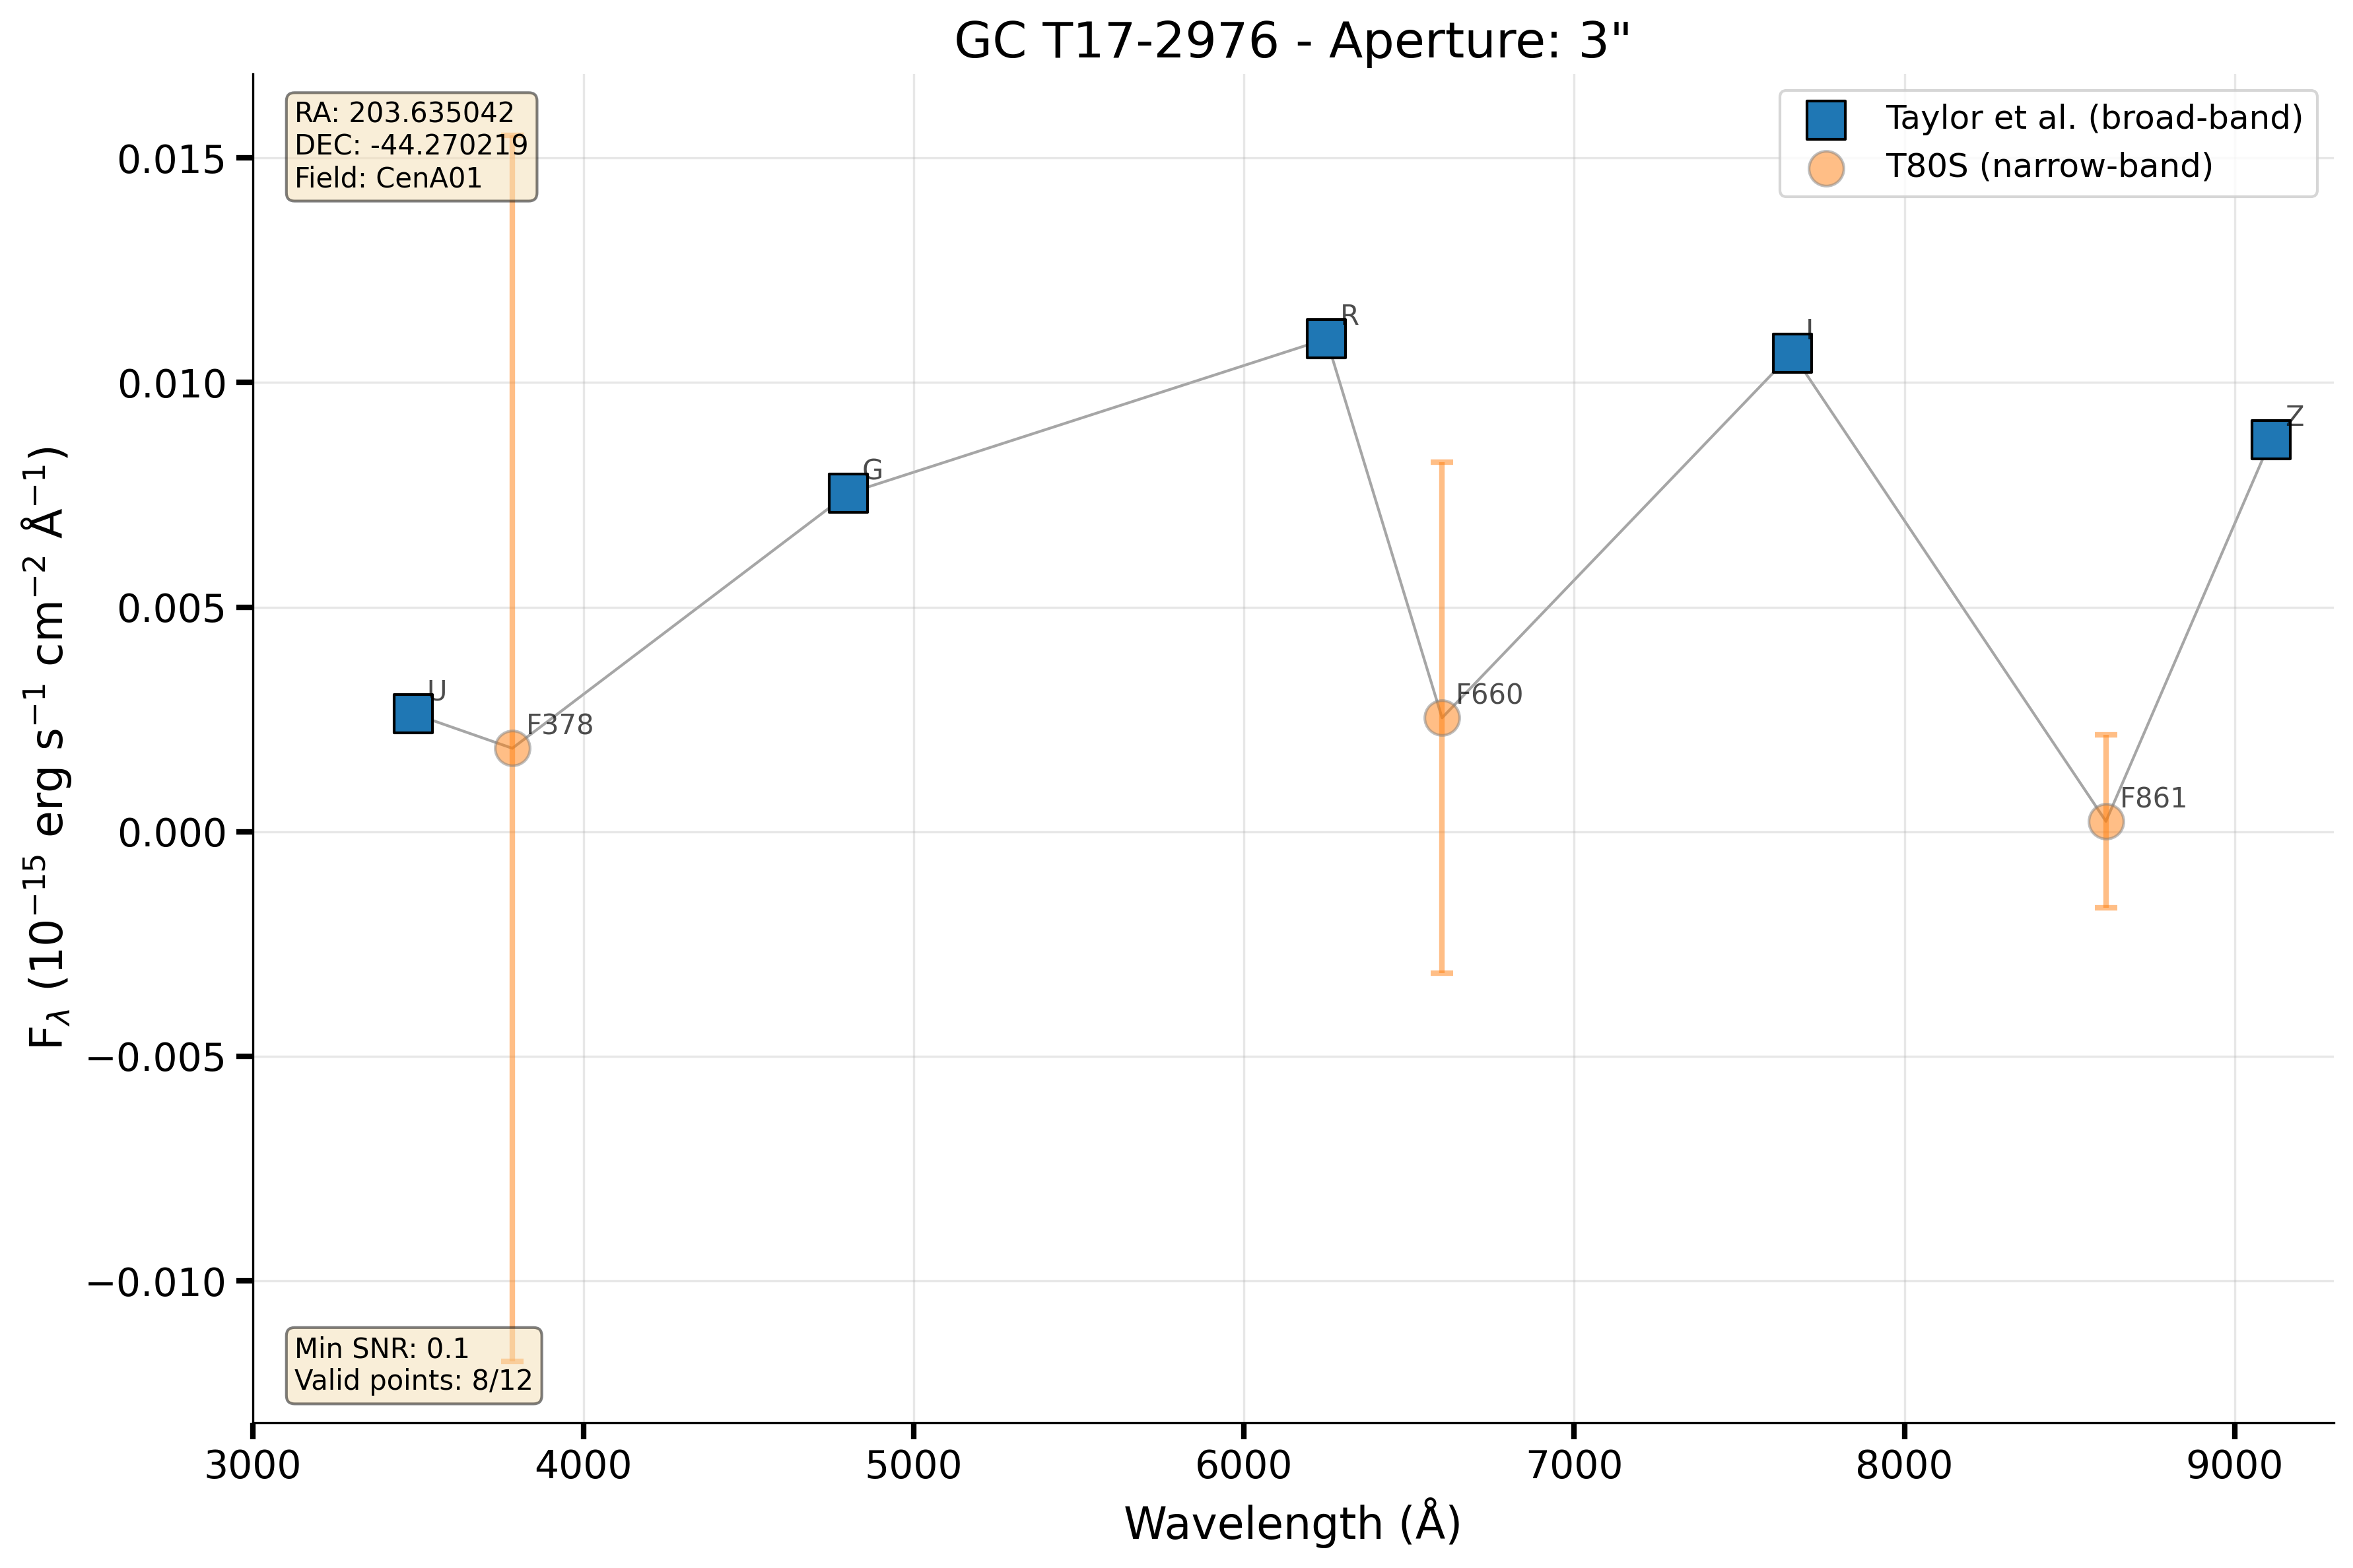 GC T17-2976 - Aperture: 3"
RA: 203.635042
DEC: -44.270219
Field: CenA01
Taylor et al. (broad-band)
T80S (narrow-band)
0.015
0.010
0.005
0.000
−0.005
−0.010
F_λ (10⁻¹⁵ erg s⁻¹ cm⁻² Å⁻¹)
U
F378
G
R
F660
I
F861
Z
Min SNR: 0.1
Valid points: 8/12
3000 4000 5000 6000 7000 8000 9000
Wavelength (Å)